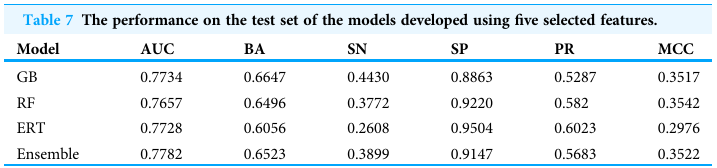 Table 7 The performance on the test set of the models developed using five selected features.
Model AUC BA SN SP PR MCC
GB 0.7734 0.6647 0.4430 0.8863 0.5287 0.3517
RF 0.7657 0.6496 0.3772 0.9220 0.582 0.3542
ERT 0.7728 0.6056 0.2608 0.9504 0.6023 0.2976
Ensemble 0.7782 0.6523 0.3899 0.9147 0.5683 0.3522